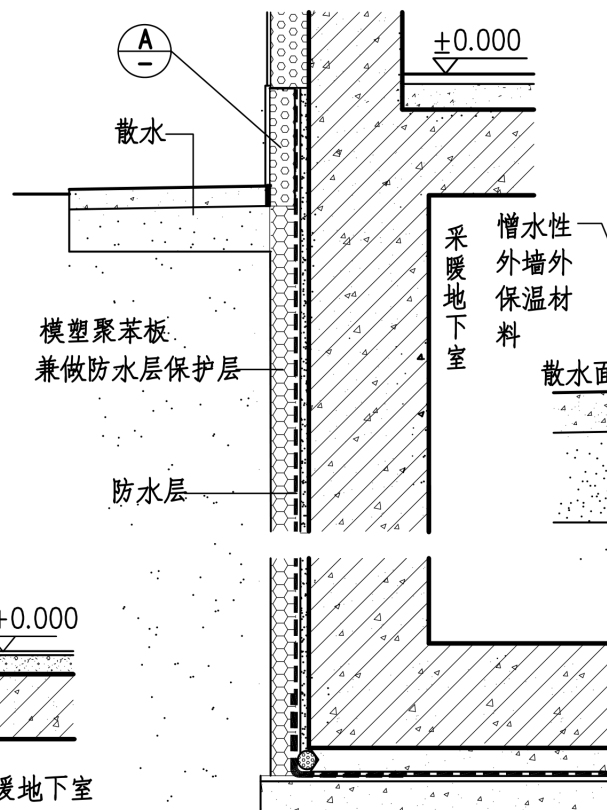 A
-
±0.000
散水
采暖地下室
憎水性
外墙外
保温材
料
模塑聚苯板
兼做防水层保护层
散水面
防水层
±0.000
暖地下室